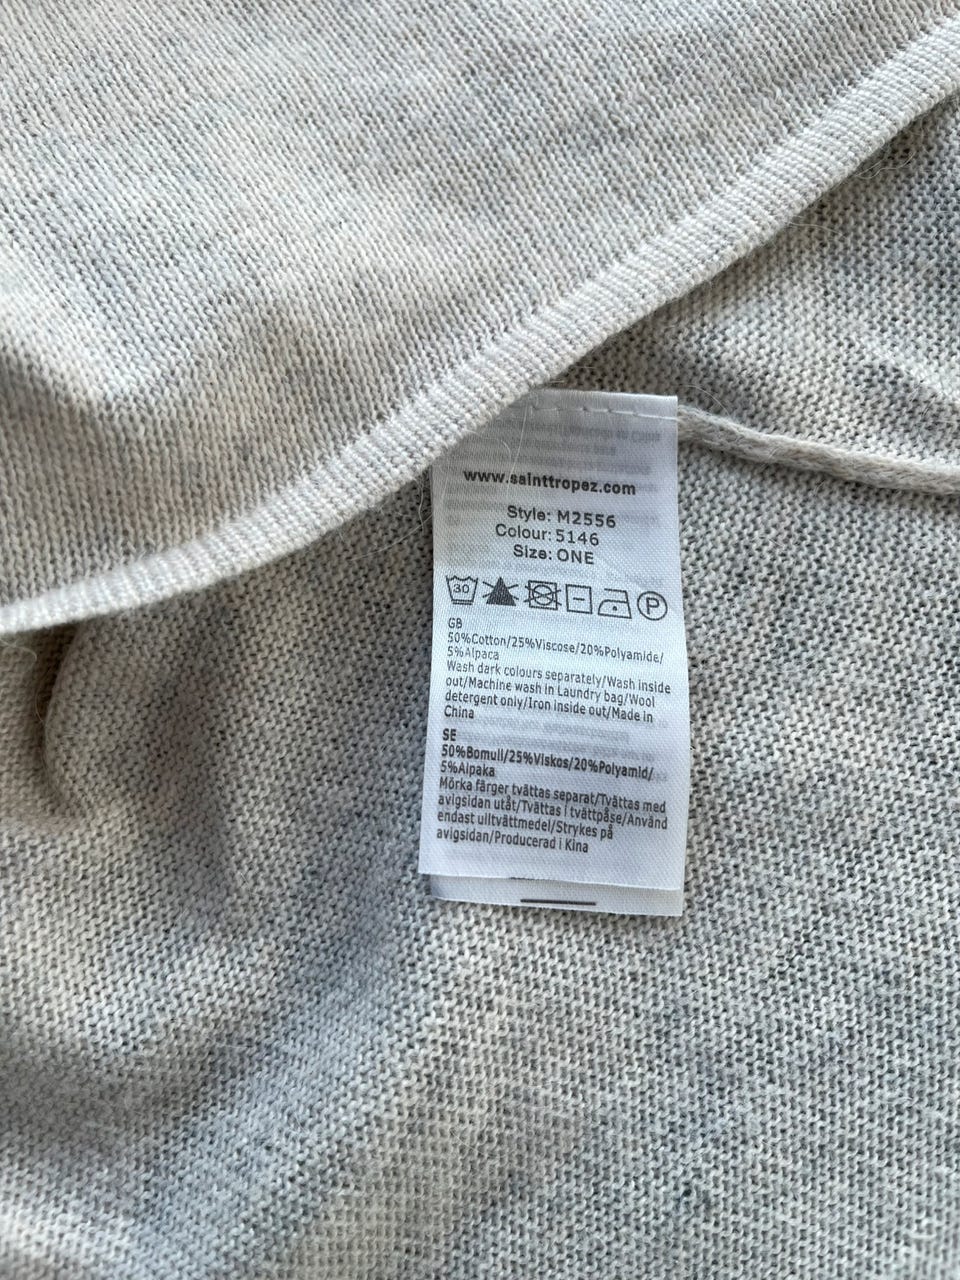 www.sainttropez.com
Style: M2556
Colour: 5146
Size: ONE
30 P
GB
50%Cotton/25%Viscose/20%Polyamide/
5%Alpaca
Wash dark colours separately/Wash inside
out/Machine wash in Laundry bag/Wool
detergent only/Iron inside out/Made in
China
SE
50%Bomull/25%Viskos/20%Polyamid/
5%Alpaka
Mörka färger tvättas separat/Tvättas med
avigsidan utåt/Tvättas i tvättpåse/Använd
endast ulltvättmedel/Strykes på
avigsidan/Producerad i Kina